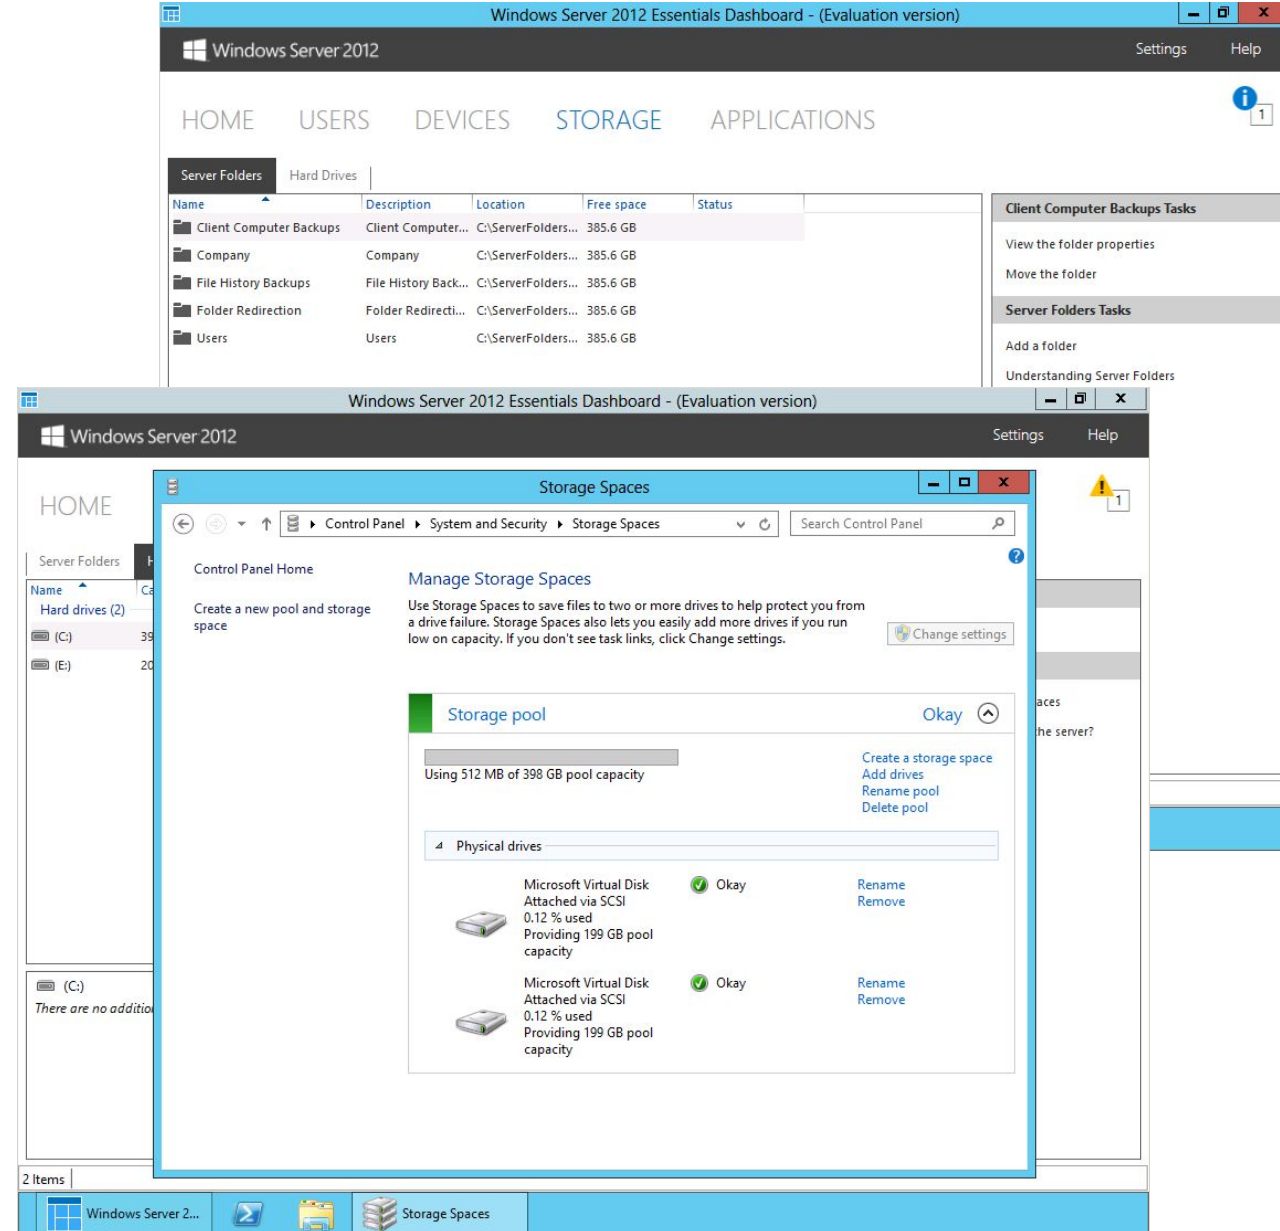 Windows Server 2012 Essentials Dashboard - (Evaluation version)
Windows Server 2012
Settings Help
HOME USERS DEVICES STORAGE APPLICATIONS
1
Server Folders Hard Drives
Name Description Location Free space Status
Client Computer Backups Client Computer... C:\ServerFolders... 385.6 GB
Company Company C:\ServerFolders... 385.6 GB
File History Backups File History Back... C:\ServerFolders... 385.6 GB
Folder Redirection Folder Redirecti... C:\ServerFolders... 385.6 GB
Users Users C:\ServerFolders... 385.6 GB
Client Computer Backups Tasks
View the folder properties
Move the folder
Server Folders Tasks
Add a folder
Understanding Server Folders
Windows Server 2012 Essentials Dashboard - (Evaluation version)
Windows Server 2012
Settings Help
HOME
1
Server Folders H
Name Ca
Hard drives (2)
(C:) 39
(E:) 20
aces
he server?
(C:)
There are no additio
2 Items
Storage Spaces
Control Panel System and Security Storage Spaces
Search Control Panel
Control Panel Home
Create a new pool and storage
space
Manage Storage Spaces
Use Storage Spaces to save files to two or more drives to help protect you from
a drive failure. Storage Spaces also lets you easily add more drives if you run
low on capacity. If you don't see task links, click Change settings.
Change settings
Storage pool Okay
Using 512 MB of 398 GB pool capacity
Create a storage space
Add drives
Rename pool
Delete pool
Physical drives
Microsoft Virtual Disk
Attached via SCSI
0.12 % used
Providing 199 GB pool
capacity
Okay
Rename
Remove
Microsoft Virtual Disk
Attached via SCSI
0.12 % used
Providing 199 GB pool
capacity
Okay
Rename
Remove
Windows Server 2... Storage Spaces